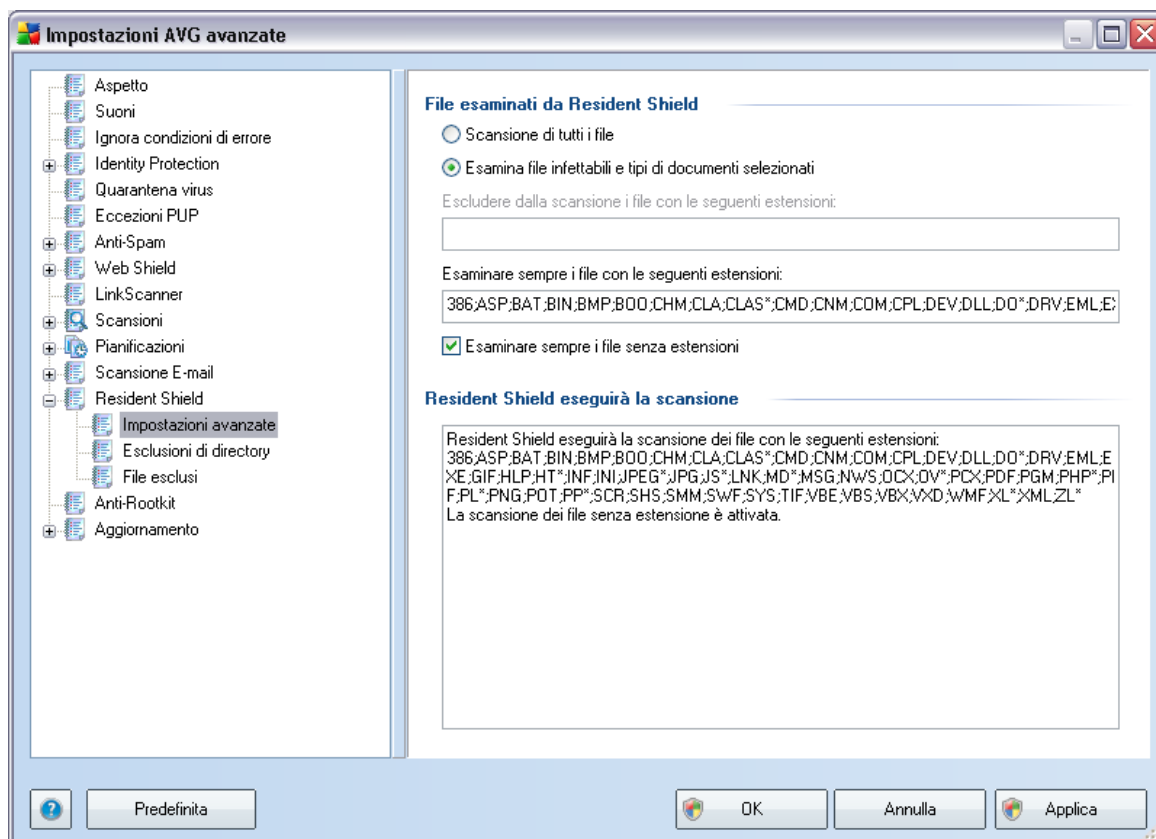 Impostazioni AVG avanzate
Aspetto
Suoni
Ignora condizioni di errore
Identity Protection
Quarantena virus
Eccezioni PUP
Anti-Spam
Web Shield
LinkScanner
Scansioni
Pianificazioni
Scansione E-mail
Resident Shield
Impostazioni avanzate
Esclusioni di directory
File esclusi
Anti-Rootkit
Aggiornamento
File esaminati da Resident Shield
Scansione di tutti i file
Esamina file infettabili e tipi di documenti selezionati
Escludere dalla scansione i file con le seguenti estensioni:
Esaminare sempre i file con le seguenti estensioni:
386;ASP;BAT;BIN;BMP;BOO;CHM;CLA;CLAS*;CMD;CNM;COM;CPL;DEV;DLL;DO*;DRV;EML;EX
Esaminare sempre i file senza estensioni
Resident Shield eseguirà la scansione
Resident Shield eseguirà la scansione dei file con le seguenti estensioni:
386;ASP;BAT;BIN;BMP;BOO;CHM;CLA;CLAS*;CMD;CNM;COM;CPL;DEV;DLL;DO*;DRV;EML;E
XE;GIF;HLP;HT*;INF;INI;JPEG*;JPG;JS*;LNK;MD*;MSG;NWS;OCX;OV*;PCX;PDF;PGM;PHP*;PI
F;PL*;PNG;POT;PP*;SCR;SHS;SMM;SWF;SYS;TIF;VBE;VBS;VBX;VXD;WMF;XL*;XML;ZL*
La scansione dei file senza estensione è attivata.
Predefinita
OK
Annulla
Applica